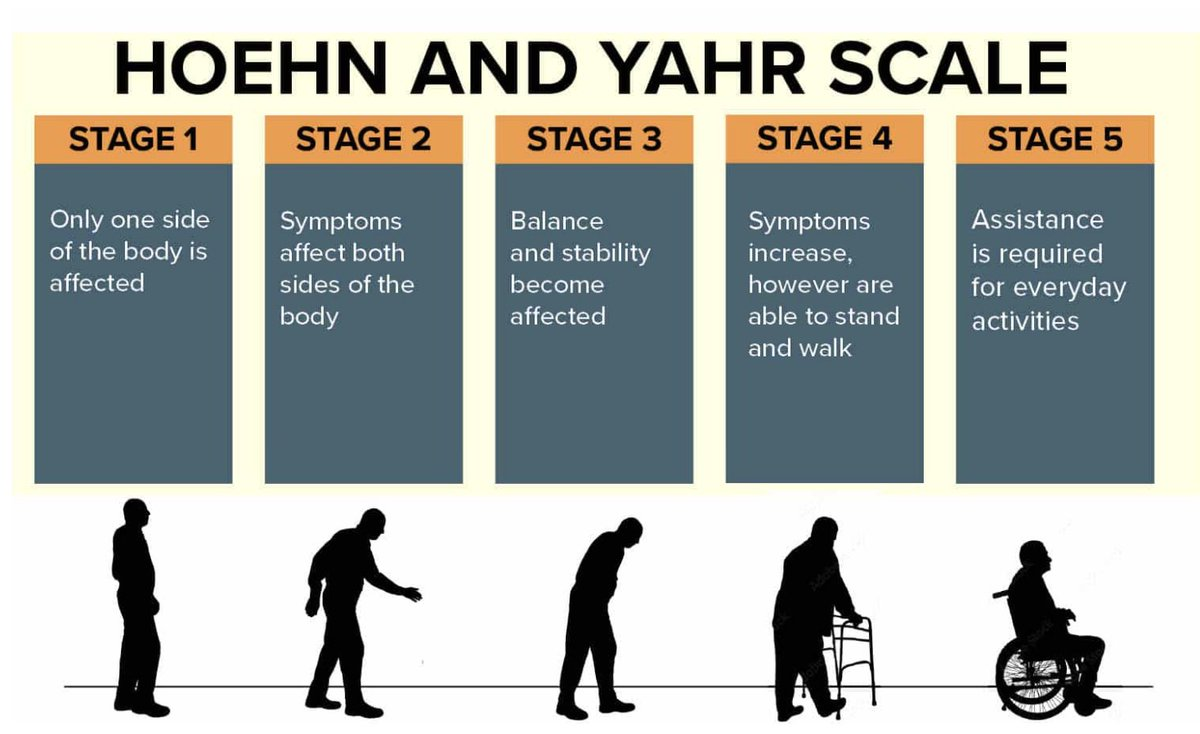 HOEHN AND YAHR SCALE
STAGE 1
Only one side
of the body is
affected
STAGE 2
Symptoms
affect both
sides of the
body
STAGE 3
Balance
and stability
become
affected
STAGE 4
Symptoms
increase,
however are
able to stand
and walk
STAGE 5
Assistance
is required
for everyday
activities